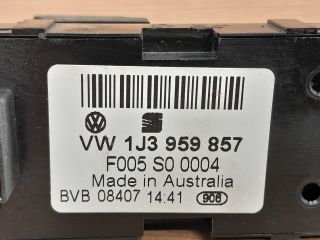 VW 1J3 959 857
F005 S0 0004
Made in Australia
BVB 08407 14:41 906